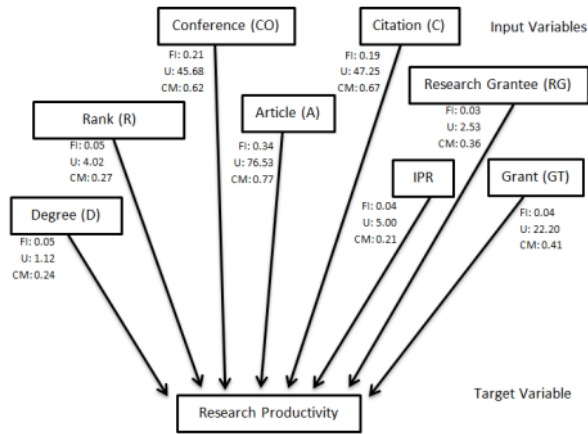 Conference (CO)
Citation (C)
Input Variables
FI: 0.21
U: 45.68
CM: 0.62
FI: 0.19
U: 47.25
CM: 0.67
Research Grantee (RG)
Rank (R)
Article (A)
FI: 0.03
U: 2.53
CM: 0.36
FI: 0.05
U: 4.02
CM: 0.27
FI: 0.34
U: 76.53
CM: 0.77
IPR
Grant (GT)
Degree (D)
FI: 0.04
U: 5.00
CM: 0.21
FI: 0.04
U: 22.20
CM: 0.41
FI: 0.05
U: 1.12
CM: 0.24
Target Variable
Research Productivity